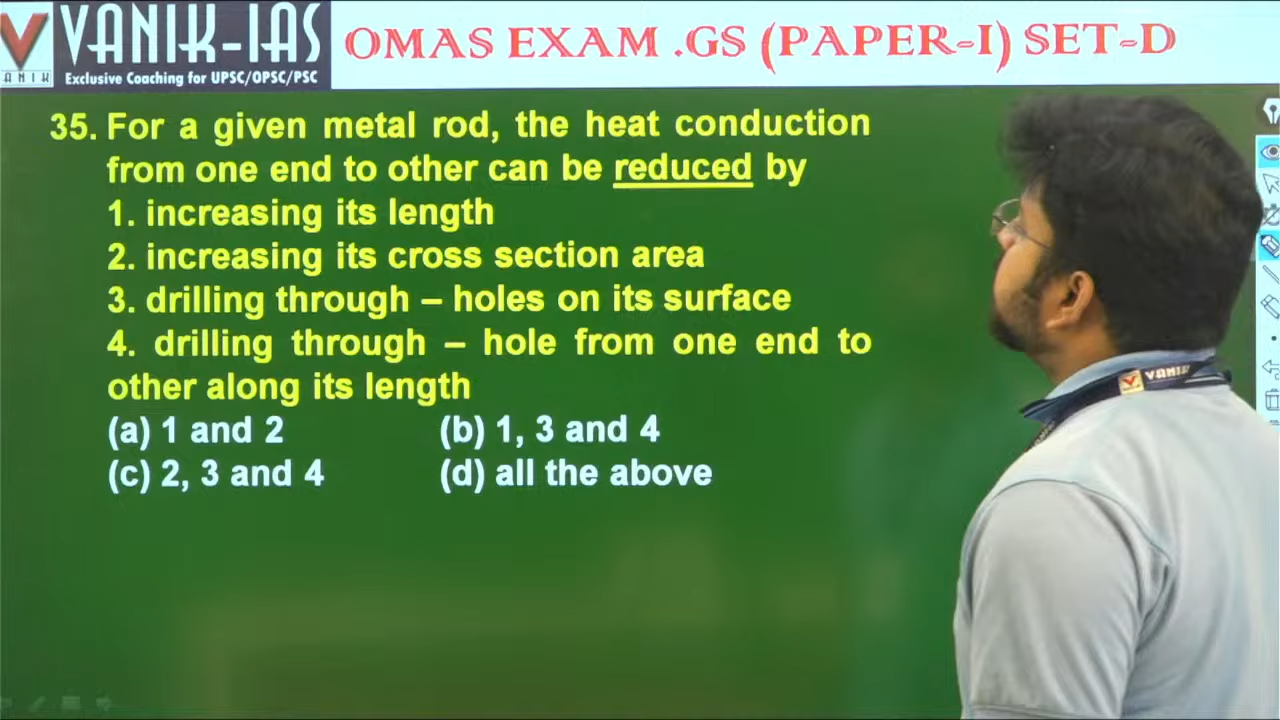 VANIK-IAS
VANIK
Exclusive Coaching for UPSC/OPSC/PSC
OMAS EXAM .GS (PAPER-I) SET-D
35. For a given metal rod, the heat conduction
from one end to other can be reduced by
1. increasing its length
2. increasing its cross section area
3. drilling through – holes on its surface
4. drilling through – hole from one end to
other along its length
(a) 1 and 2 (b) 1, 3 and 4
(c) 2, 3 and 4 (d) all the above
VANIK